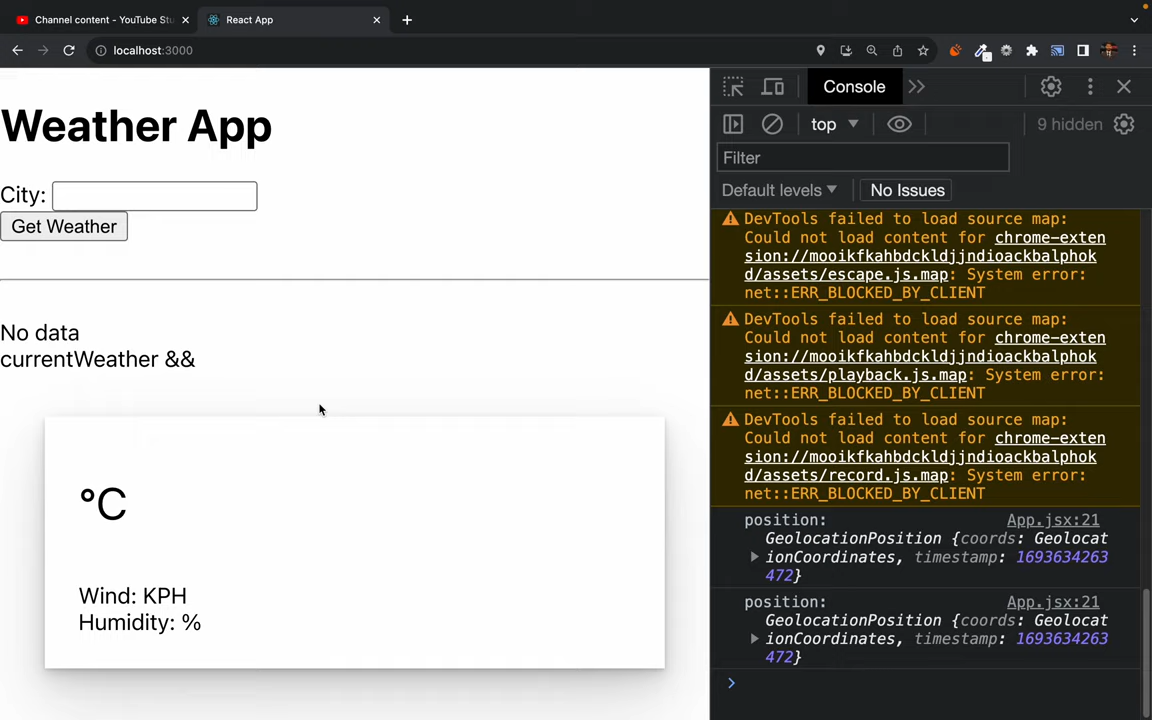 Channel content - YouTube Stu
React App
localhost:3000
Weather App
City:
Get Weather
No data
currentWeather &&
°C
Wind: KPH
Humidity: %
Console
top
9 hidden
Filter
Default levels
No Issues
DevTools failed to load source map:
Could not load content for chrome-exten
sion://mooikfkahbdckldjjndioackbalphok
d/assets/escape.js.map: System error:
net::ERR_BLOCKED_BY_CLIENT
DevTools failed to load source map:
Could not load content for chrome-exten
sion://mooikfkahbdckldjjndioackbalphok
d/assets/playback.js.map: System error:
net::ERR_BLOCKED_BY_CLIENT
DevTools failed to load source map:
Could not load content for chrome-exten
sion://mooikfkahbdckldjjndioackbalphok
d/assets/record.js.map: System error:
net::ERR_BLOCKED_BY_CLIENT
position: App.jsx:21
GeolocationPosition {coords: Geolocat
ionCoordinates, timestamp: 1693634263
472}
position: App.jsx:21
GeolocationPosition {coords: Geolocat
ionCoordinates, timestamp: 1693634263
472}